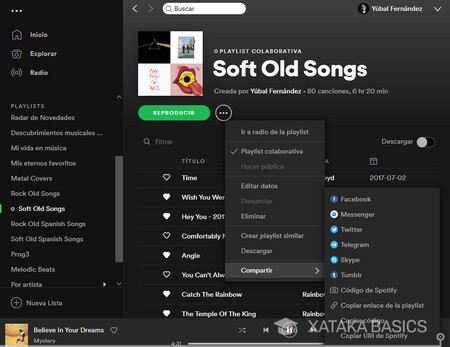 Buscar
Yúbal Fernández
Inicio
Explorar
Radio
PLAYLISTS
Radar de Novedades
Descubrimientos musicales ...
Mi vida en música
Mis eternos favoritos
Metal Covers
Rock Old Songs
Soft Old Songs
Rock Old Spanish Songs
Soft Old Spanish Songs
Prog3
Melodic Beats
Por artista
Nueva Lista
PLAYLIST COLABORATIVA
Soft Old Songs
Creada por Yúbal Fernández • 80 canciones, 6 hr 20 min
REPRODUCIR
Filtrar
Descargar
TÍTULO
Time
2017-07-02
Wish You Were
Hey You - 201
Comfortably N
Angie
You Can't Alwa
Catch The Rainbow
Rainbo
The Temple Of The King
Rainbo
Ir a radio de la playlist
Playlist colaborativa
Hacer pública
Editar datos
Denunciar
Eliminar
Crear playlist similar
Descargar
Compartir
Facebook
Messenger
Twitter
Telegram
Skype
Tumblr
Código de Spotify
Copiar enlace de la playlist
Copiar código
Copiar URI de Spotify
XATAKA BASICS
Believe in Your Dreams
Mystery
4:31